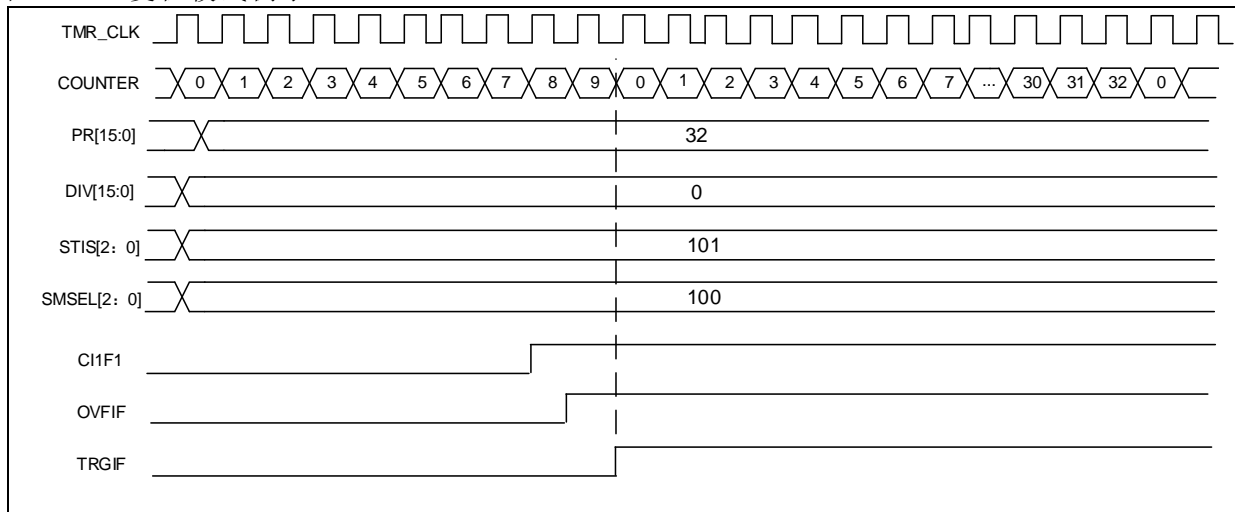 TMR_CLK
COUNTER 0 1 2 3 4 5 6 7 8 9 0 1 2 3 4 5 6 7 ... 30 31 32 0
PR[15:0] 32
DIV[15:0] 0
STIS[2：0] 101
SMSEL[2：0] 100
CI1F1
OVFIF
TRGIF